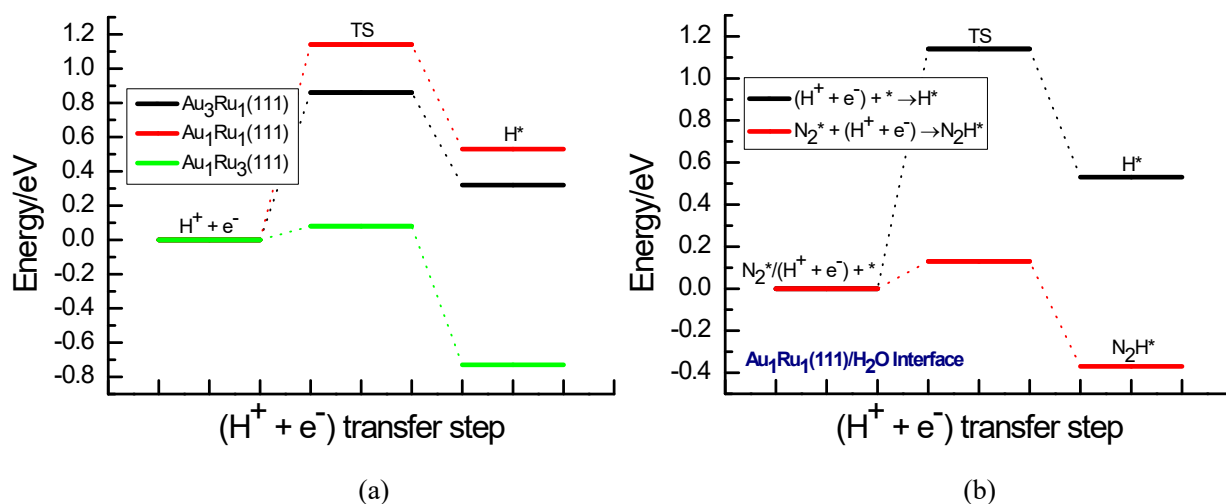 TS
Au3Ru1(111)
Au1Ru1(111)
Au1Ru3(111)
H*
H+ + e-
1.2
1.0
0.8
0.6
0.4
0.2
0.0
-0.2
-0.4
-0.6
-0.8
Energy/eV
(H+ + e-) transfer step
(a)
TS
(H+ + e-) + * →H*
N2* + (H+ + e-) →N2H*
H*
N2*/(H+ + e-) + *
N2H*
Au1Ru1(111)/H2O Interface
1.2
1.0
0.8
0.6
0.4
0.2
0.0
-0.2
-0.4
Energy/eV
(H+ + e-) transfer step
(b)